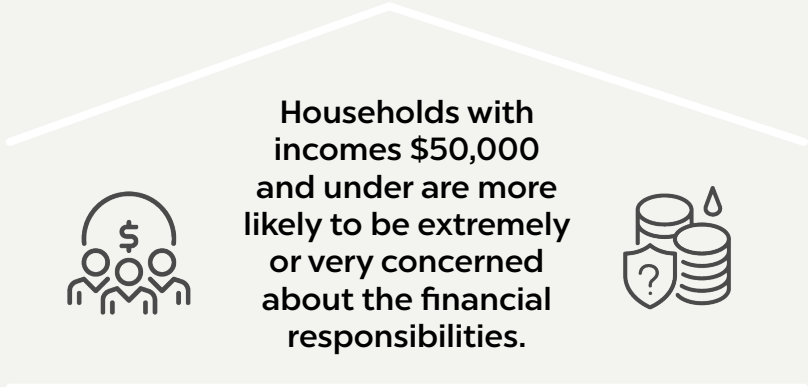 Households with
incomes $50,000
and under are more
likely to be extremely
or very concerned
about the financial
responsibilities.
$
?